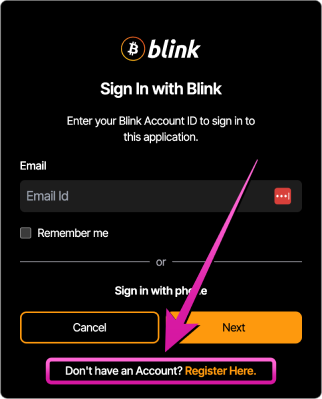 blink
Sign In with Blink
Enter your Blink Account ID to sign in to
this application.
Email
Email Id
Remember me
or
Sign in with phone
Cancel
Next
Don't have an Account? Register Here.